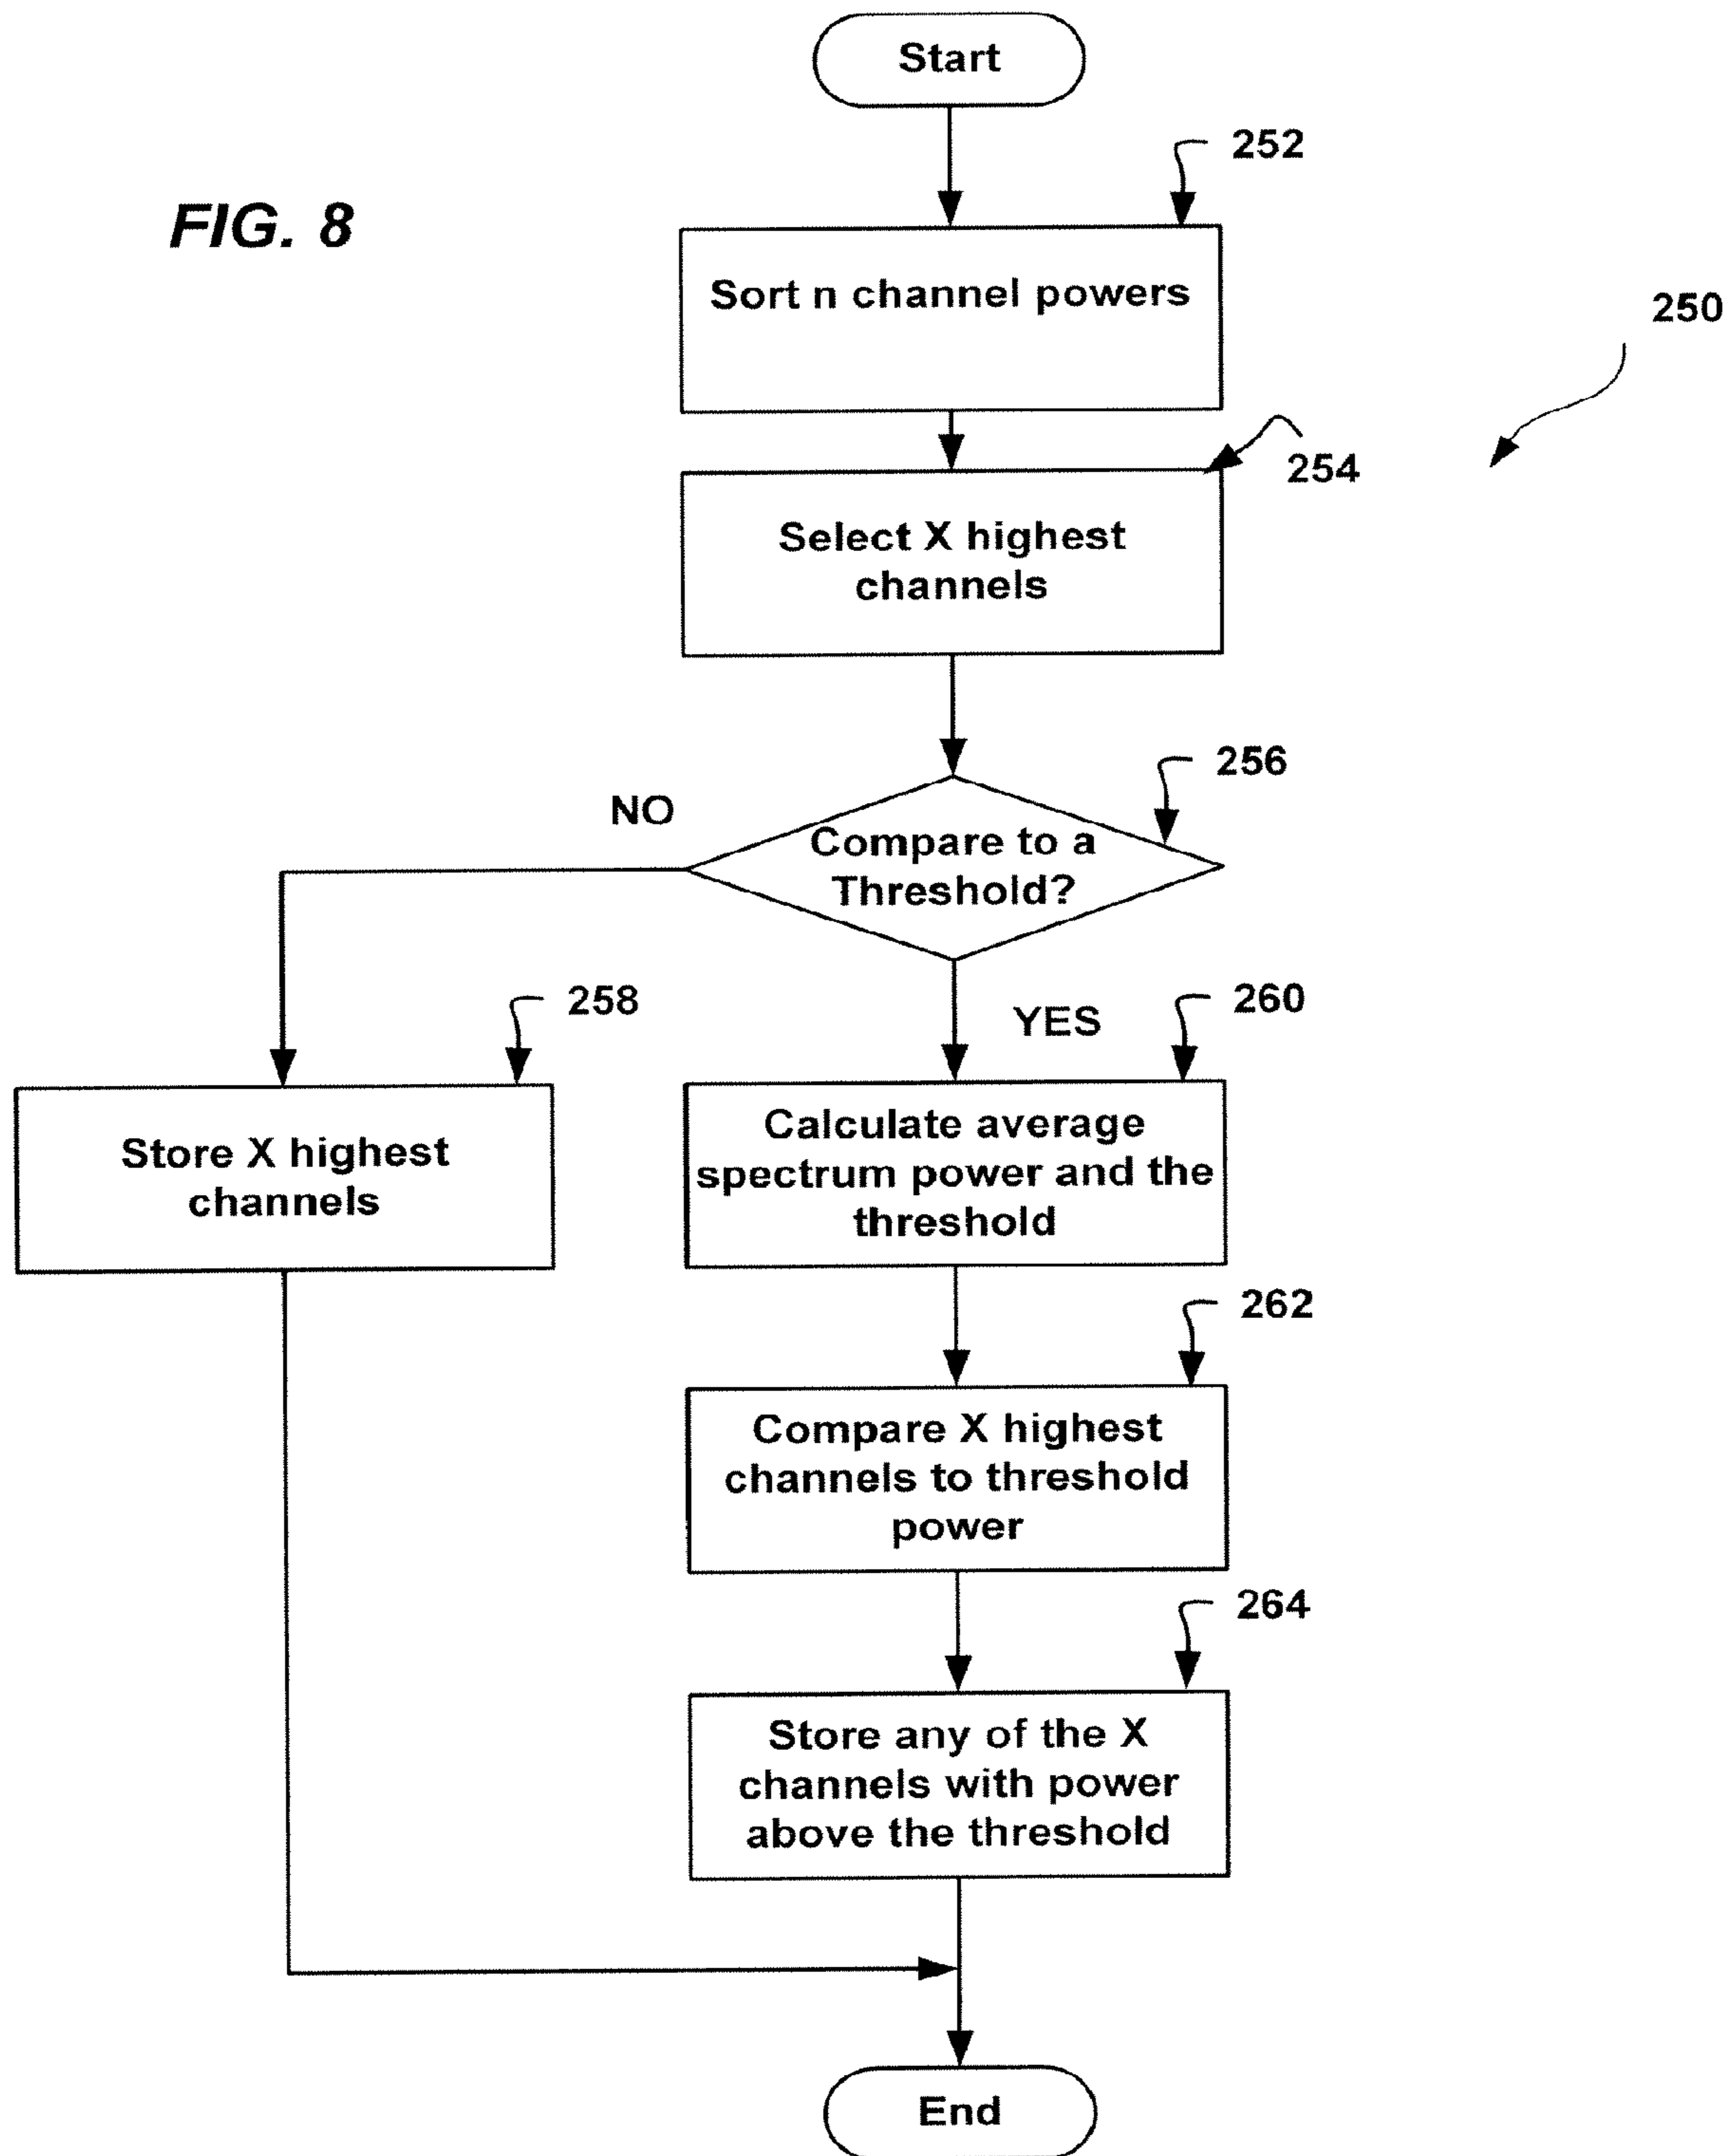 Start
252
FIG. 8
Sort n channel powers
250
254
Select X highest
channels
256
NO
Compare to a
Threshold?
258
YES
260
Store X highest
channels
Calculate average
spectrum power and the
threshold
262
Compare X highest
channels to threshold
power
264
Store any of the X
channels with power
above the threshold
End